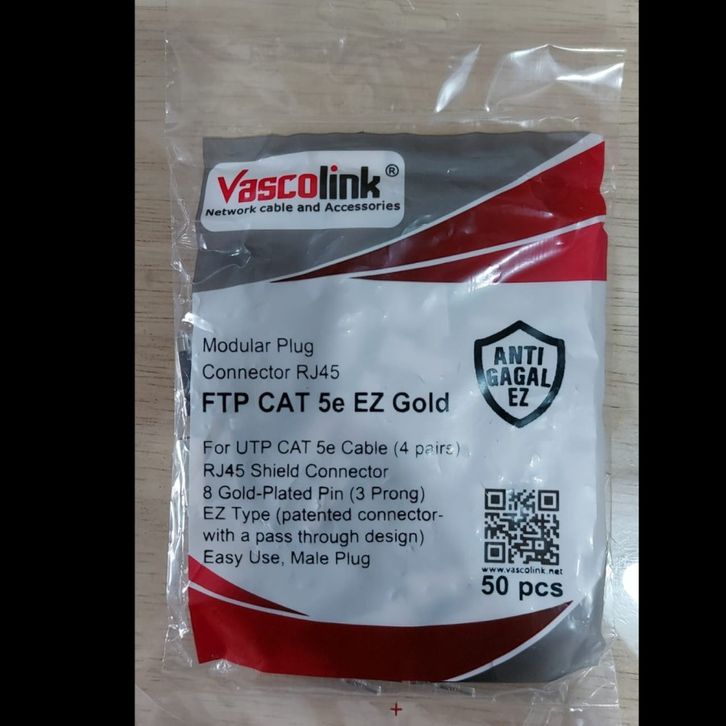 Vascolink®
Network cable and Accessories
Modular Plug
Connector RJ45
FTP CAT 5e EZ Gold
ANTI
GAGAL
EZ
For UTP CAT 5e Cable (4 pairs)
RJ45 Shield Connector
8 Gold-Plated Pin (3 Prong)
EZ Type (patented connector-
with a pass through design)
Easy Use, Male Plug
www.vascolink.net
50 pcs